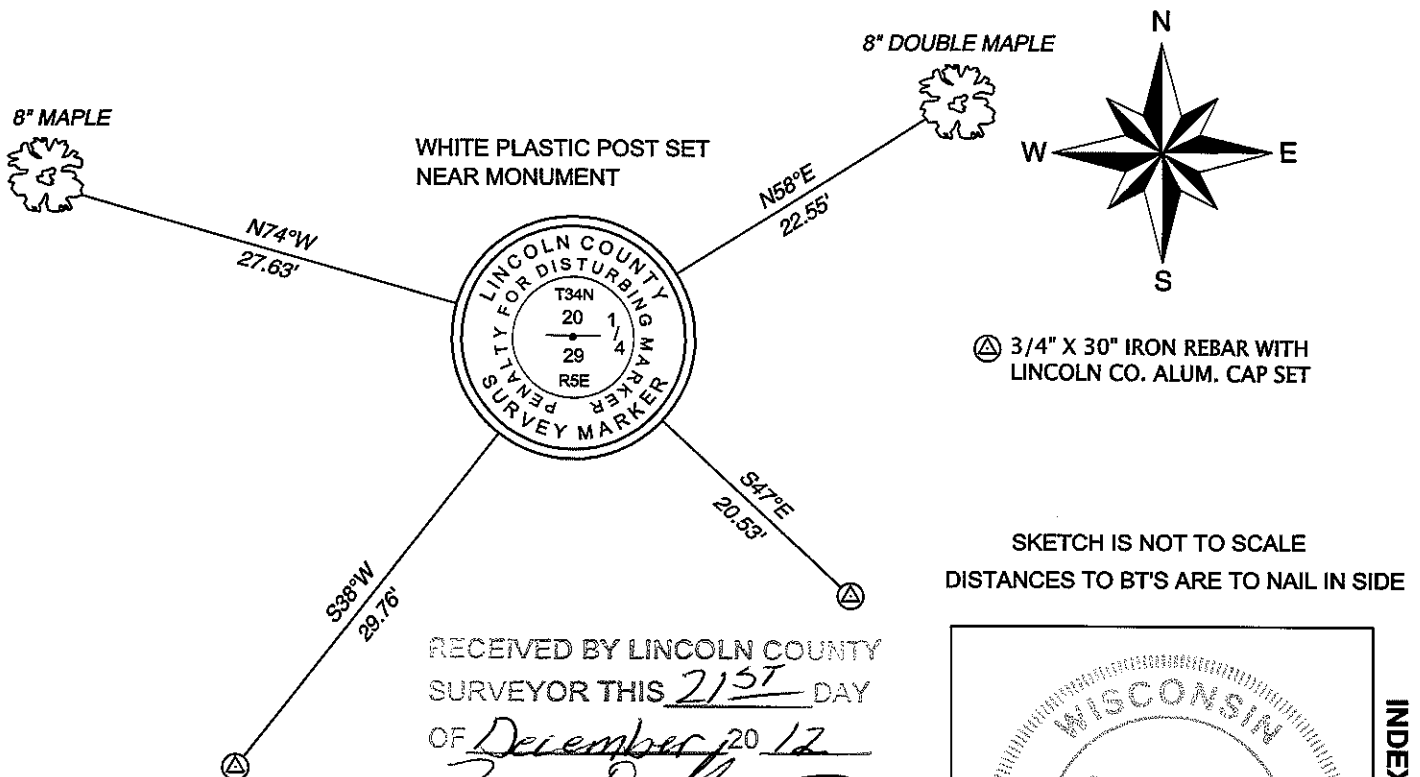 N
8" DOUBLE MAPLE
8" MAPLE
WHITE PLASTIC POST SET
NEAR MONUMENT
W
E
N58°E
22.55'
N74°W
27.63'
S
LINCOLN COUNTY
PENALTY FOR DISTURBING MARKER
T34N
20
1/4
29
R5E
SURVEY MARKER
3/4" X 30" IRON REBAR WITH
LINCOLN CO. ALUM. CAP SET
S47°E
20.53'
SKETCH IS NOT TO SCALE
DISTANCES TO BT'S ARE TO NAIL IN SIDE
S38°W
29.76'
RECEIVED BY LINCOLN COUNTY
SURVEYOR THIS 21ST DAY
OF December, 20 12
WISCONSIN
INDEX